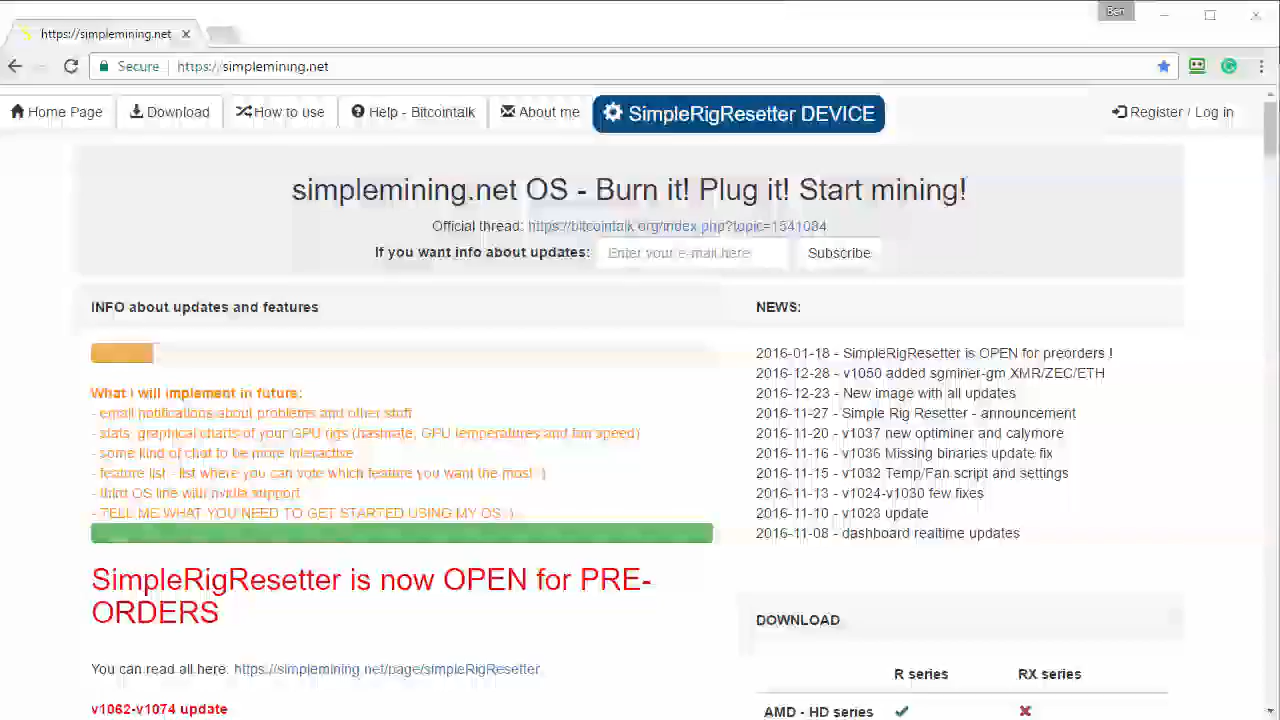 Ben
https://simplemining.net
Secure https://simplemining.net
Home Page Download How to use Help - Bitcointalk About me SimpleRigResetter DEVICE Register / Log in
simplemining.net OS - Burn it! Plug it! Start mining!
Official thread: https://bitcointalk.org/index.php?topic=1541084
If you want info about updates: Enter your e-mail here Subscribe
INFO about updates and features
What I will implement in future:
- email notifications about problems and other stuff
- stats, graphical charts of your GPU rigs (hashrate, GPU temperatures and fan speed)
- some kind of chat to be more interactive
- feature list - list where you can vote which feature you want the most :)
- third OS line with nvidia support
- TELL ME WHAT YOU NEED TO GET STARTED USING MY OS :)
SimpleRigResetter is now OPEN for PRE-
ORDERS
You can read all here: https://simplemining.net/page/simpleRigResetter
v1062-v1074 update
NEWS:
2016-01-18 - SimpleRigResetter is OPEN for preorders !
2016-12-28 - v1050 added sgminer-gm XMR/ZEC/ETH
2016-12-23 - New image with all updates
2016-11-27 - Simple Rig Resetter - announcement
2016-11-20 - v1037 new optiminer and calymore
2016-11-16 - v1036 Missing binaries update fix
2016-11-15 - v1032 Temp/Fan script and settings
2016-11-13 - v1024-v1030 few fixes
2016-11-10 - v1023 update
2016-11-08 - dashboard realtime updates
DOWNLOAD
R series RX series
AMD - HD series